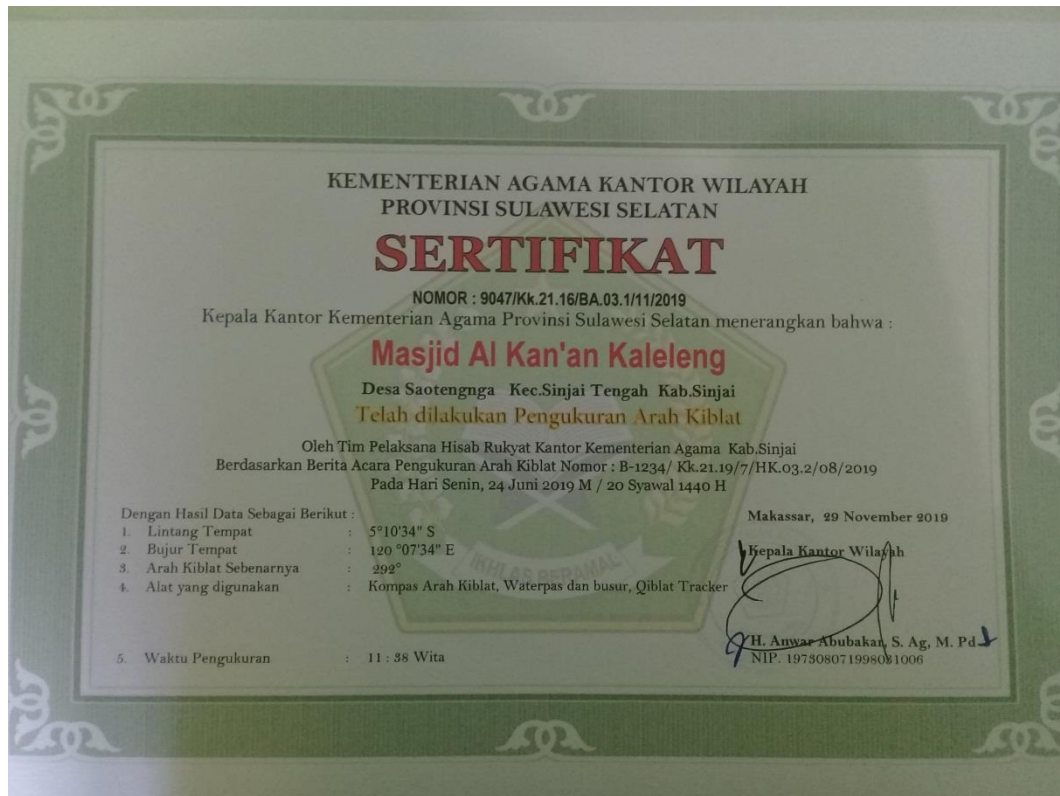 KEMENTERIAN AGAMA KANTOR WILAYAH
PROVINSI SULAWESI SELATAN
SERTIFIKAT
NOMOR : 9047/Kk.21.16/BA.03.1/11/2019
Kepala Kantor Kementerian Agama Provinsi Sulawesi Selatan menerangkan bahwa :
Masjid Al Kan'an Kaleleng
Desa Saotengnga Kec.Sinjai Tengah Kab.Sinjai
Telah dilakukan Pengukuran Arah Kiblat
Oleh Tim Pelaksana Hisab Rukyat Kantor Kementerian Agama Kab.Sinjai
Berdasarkan Berita Acara Pengukuran Arah Kiblat Nomor : B-1234/ Kk.21.19/7/HK.03.2/08/2019
Pada Hari Senin, 24 Juni 2019 M / 20 Syawal 1440 H
Dengan Hasil Data Sebagai Berikut :
1. Lintang Tempat : 5°10'34" S
2. Bujur Tempat : 120 °07'34" E
3. Arah Kiblat Sebenarnya : 292°
4. Alat yang digunakan : Kompas Arah Kiblat, Waterpas dan busur, Qiblat Tracker
5. Waktu Pengukuran : 11 : 38 Wita
IKHLAS BERAMAL
Makassar, 29 November 2019
Kepala Kantor Wilayah
H. Anwar Abubakar, S. Ag, M. Pd
NIP. 197308071998031006